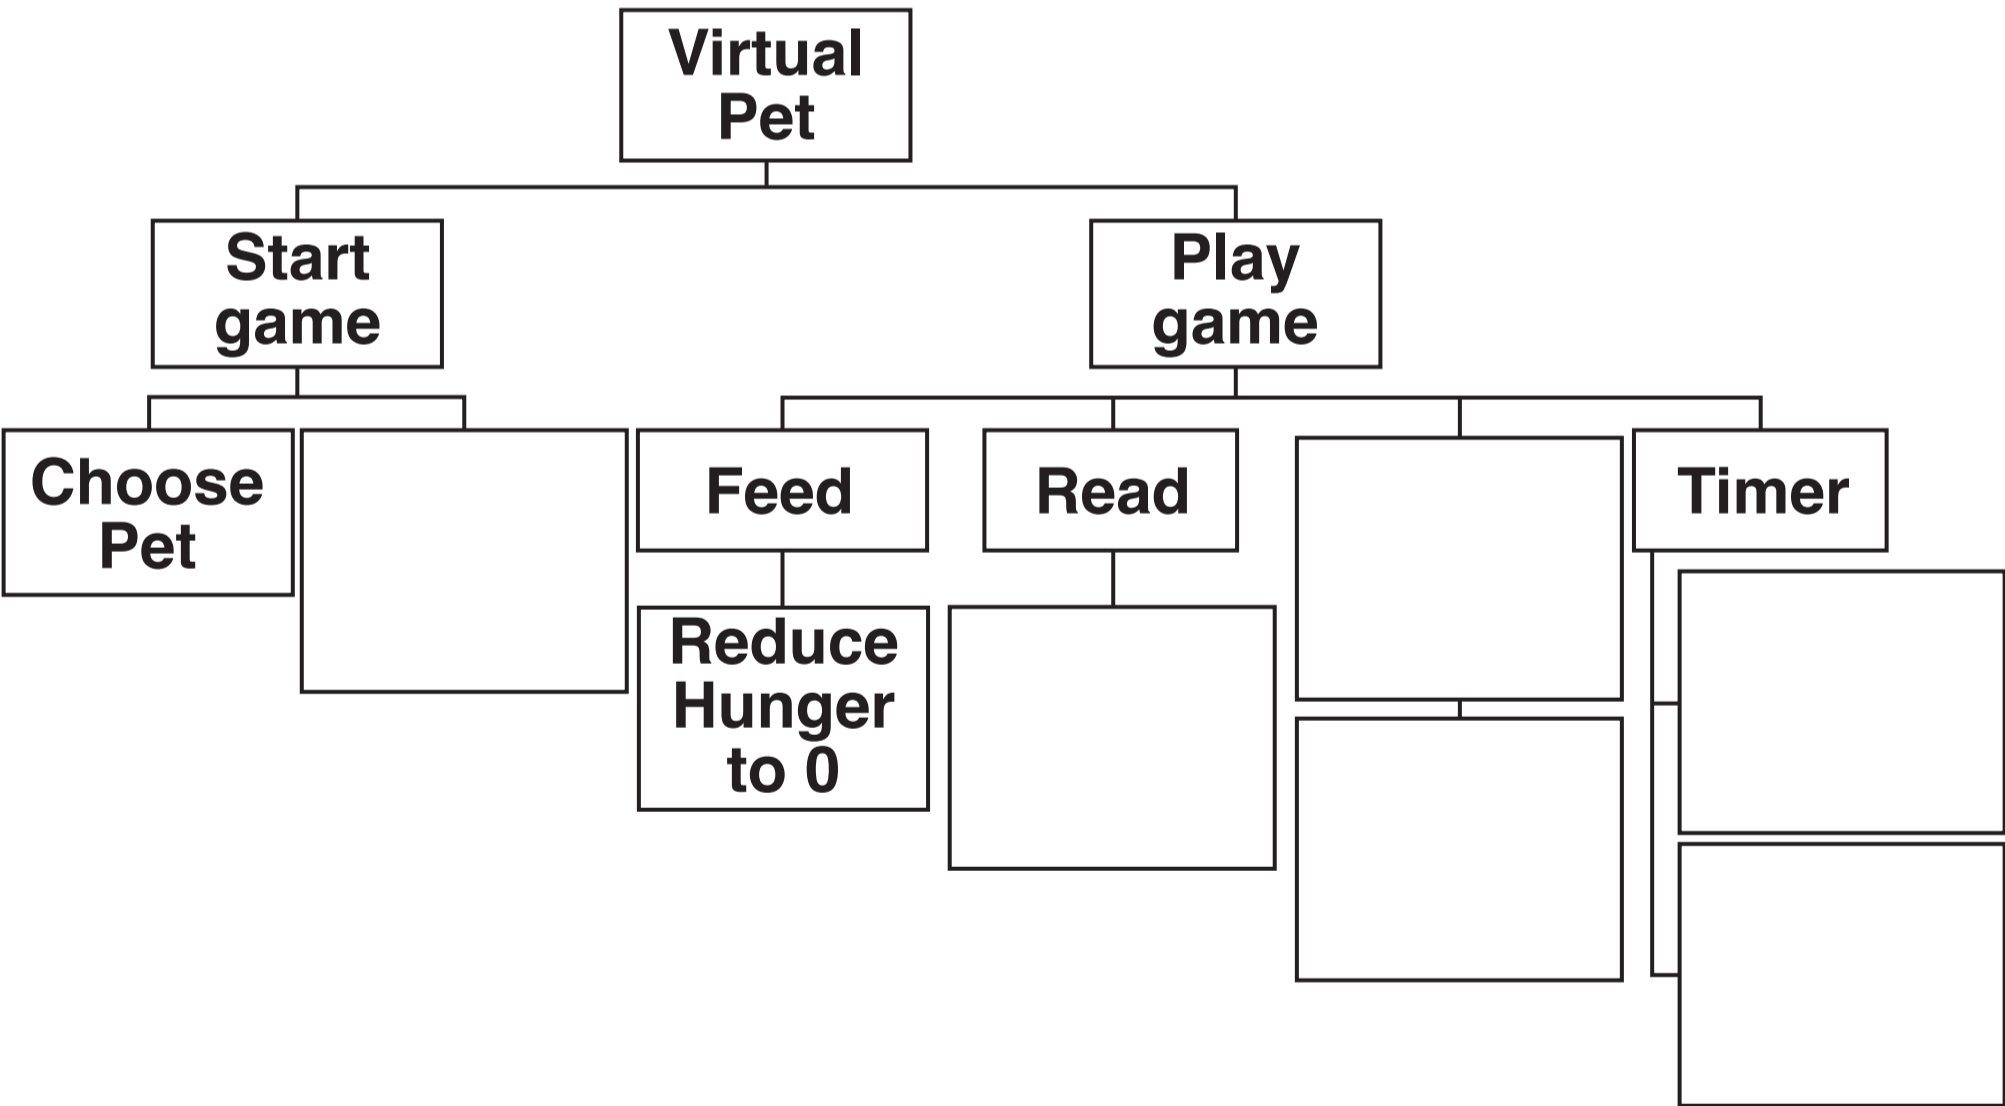 Virtual
Pet
Start
game
Play
game
Choose
Pet
Feed
Read
Timer
Reduce
Hunger
to 0